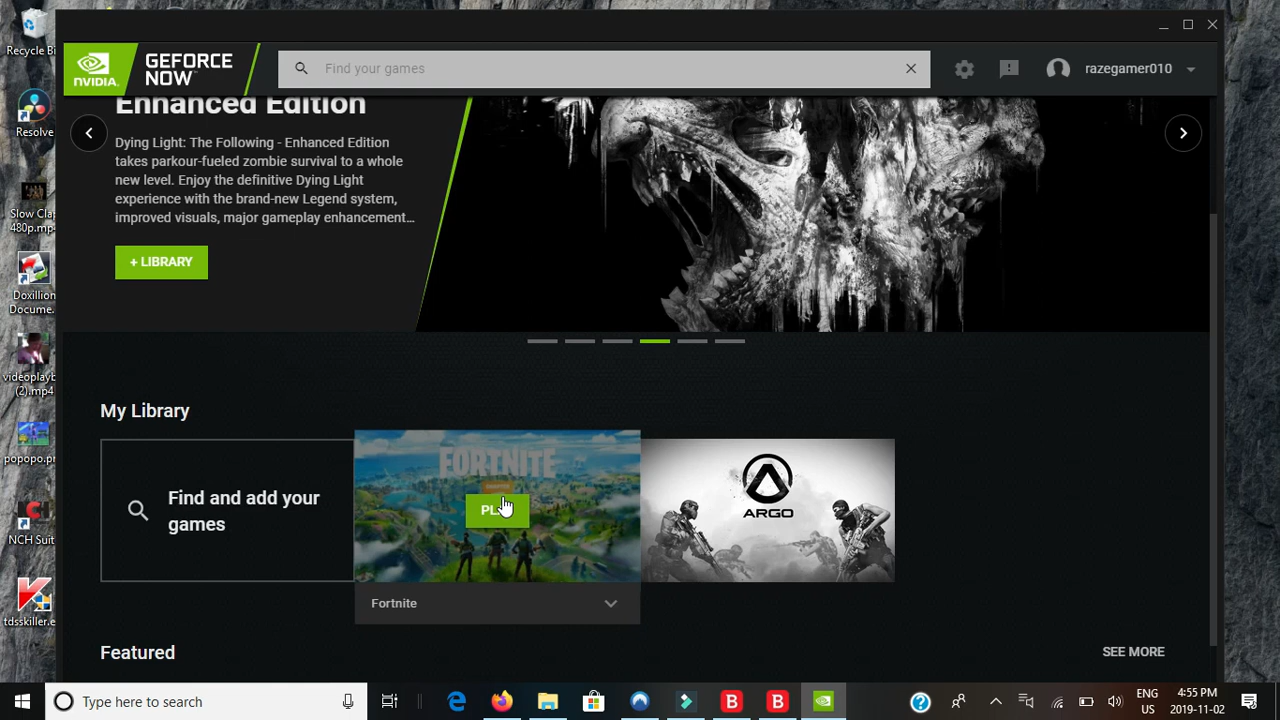 Recycle Bi
NVIDIA.
GEFORCE
NOW
Find your games
razegamer010
Enhanced Edition
Dying Light: The Following - Enhanced Edition
takes parkour-fueled zombie survival to a whole
new level. Enjoy the definitive Dying Light
experience with the brand-new Legend system,
improved visuals, major gameplay enhancement...
+ LIBRARY
Resolve
Slow Cla
480p.mp4
Doxillion
Docume...
videoplayb
(2).mp4
popopo.pn
NCH Suit
tdsskiller.e
My Library
Find and add your
games
FORTNITE
PL
Fortnite
ARGO
Featured
SEE MORE
Type here to search
ENG
US
4:55 PM
2019-11-02